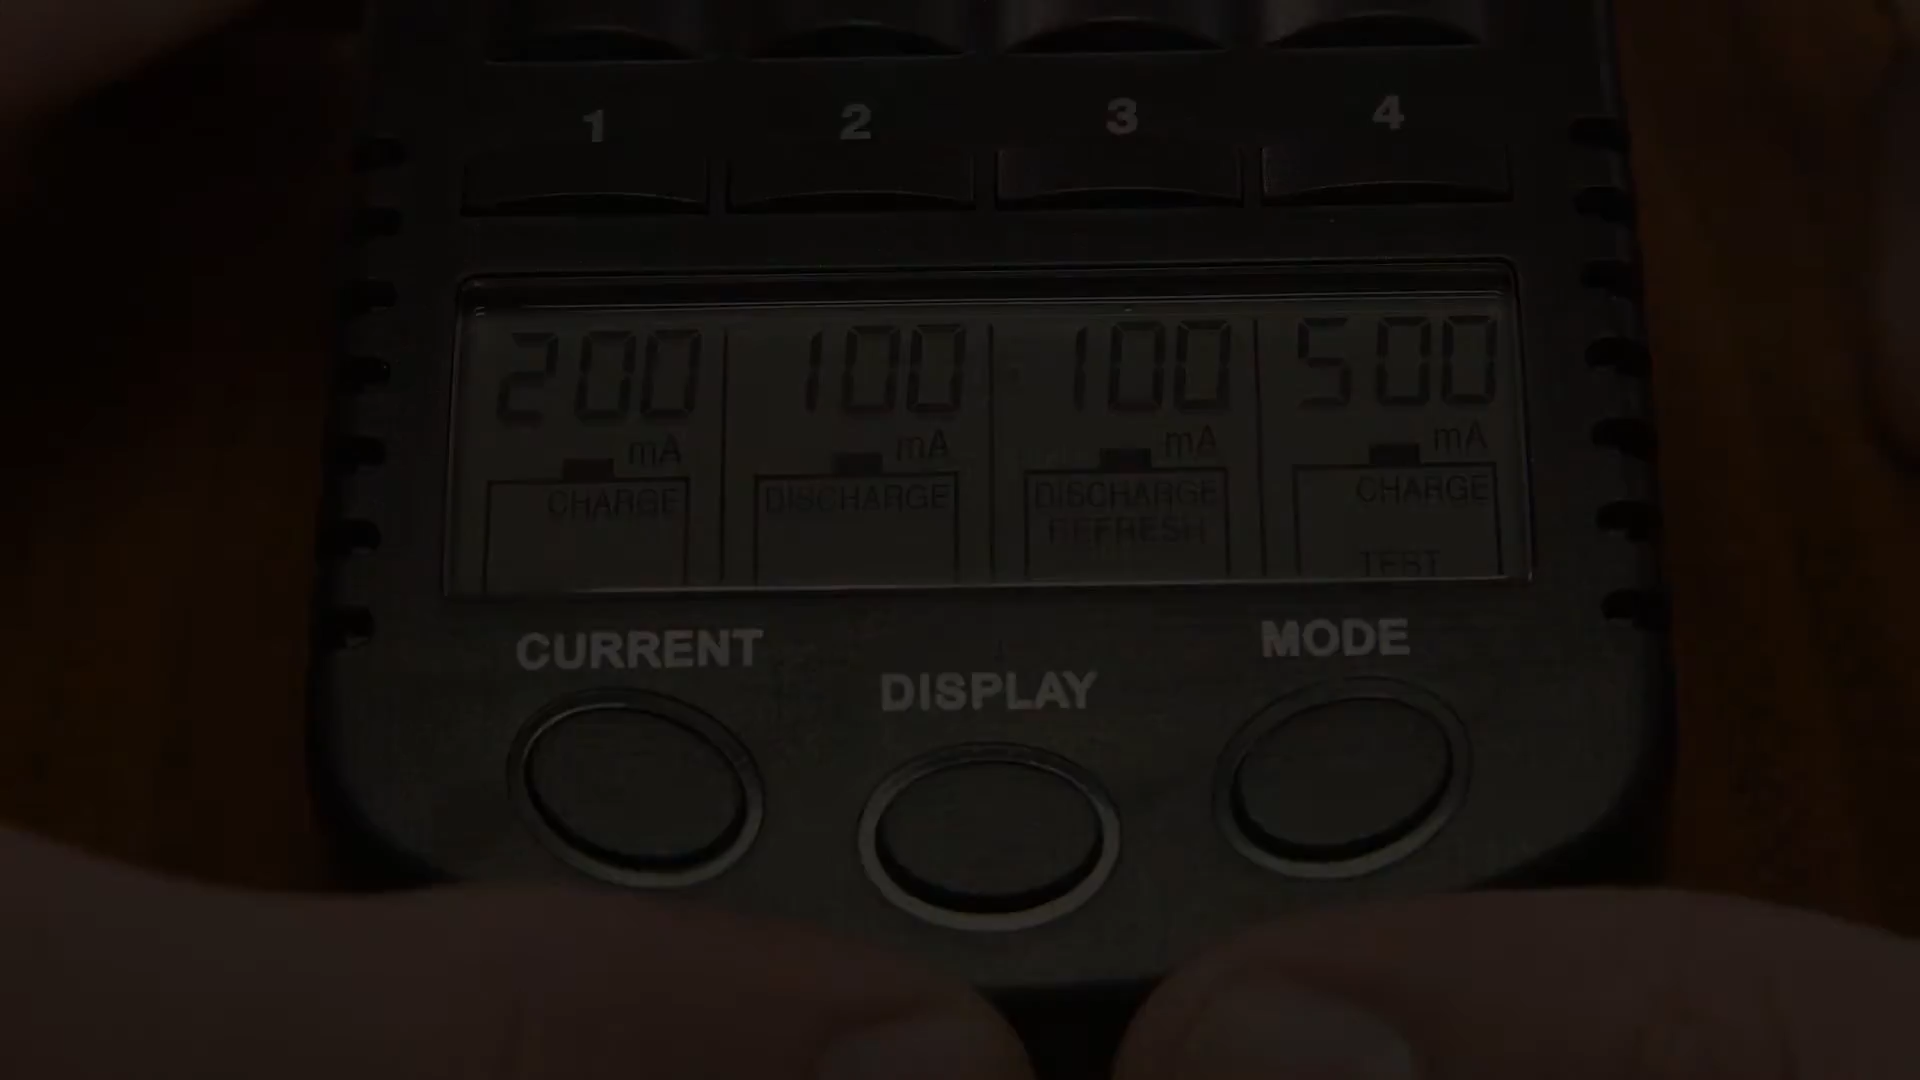 1 2 3 4
200 100 100 500
mA mA mA mA
CHARGE DISCHARGE DISCHARGE CHARGE
REFRESH
TEST
CURRENT DISPLAY MODE